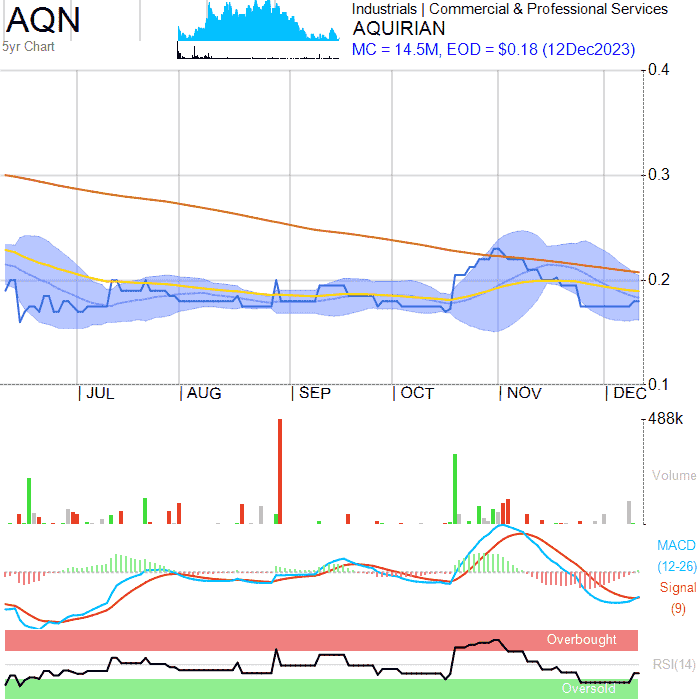 AQN
5yr Chart
Industrials | Commercial & Professional Services
AQUIRIAN
MC = 14.5M, EOD = $0.18 (12Dec2023)
0.4
0.3
0.2
0.1
| JUL | AUG | SEP | OCT | NOV | DEC
488k
Volume
MACD
(12-26)
Signal
(9)
Overbought
RSI(14)
Oversold